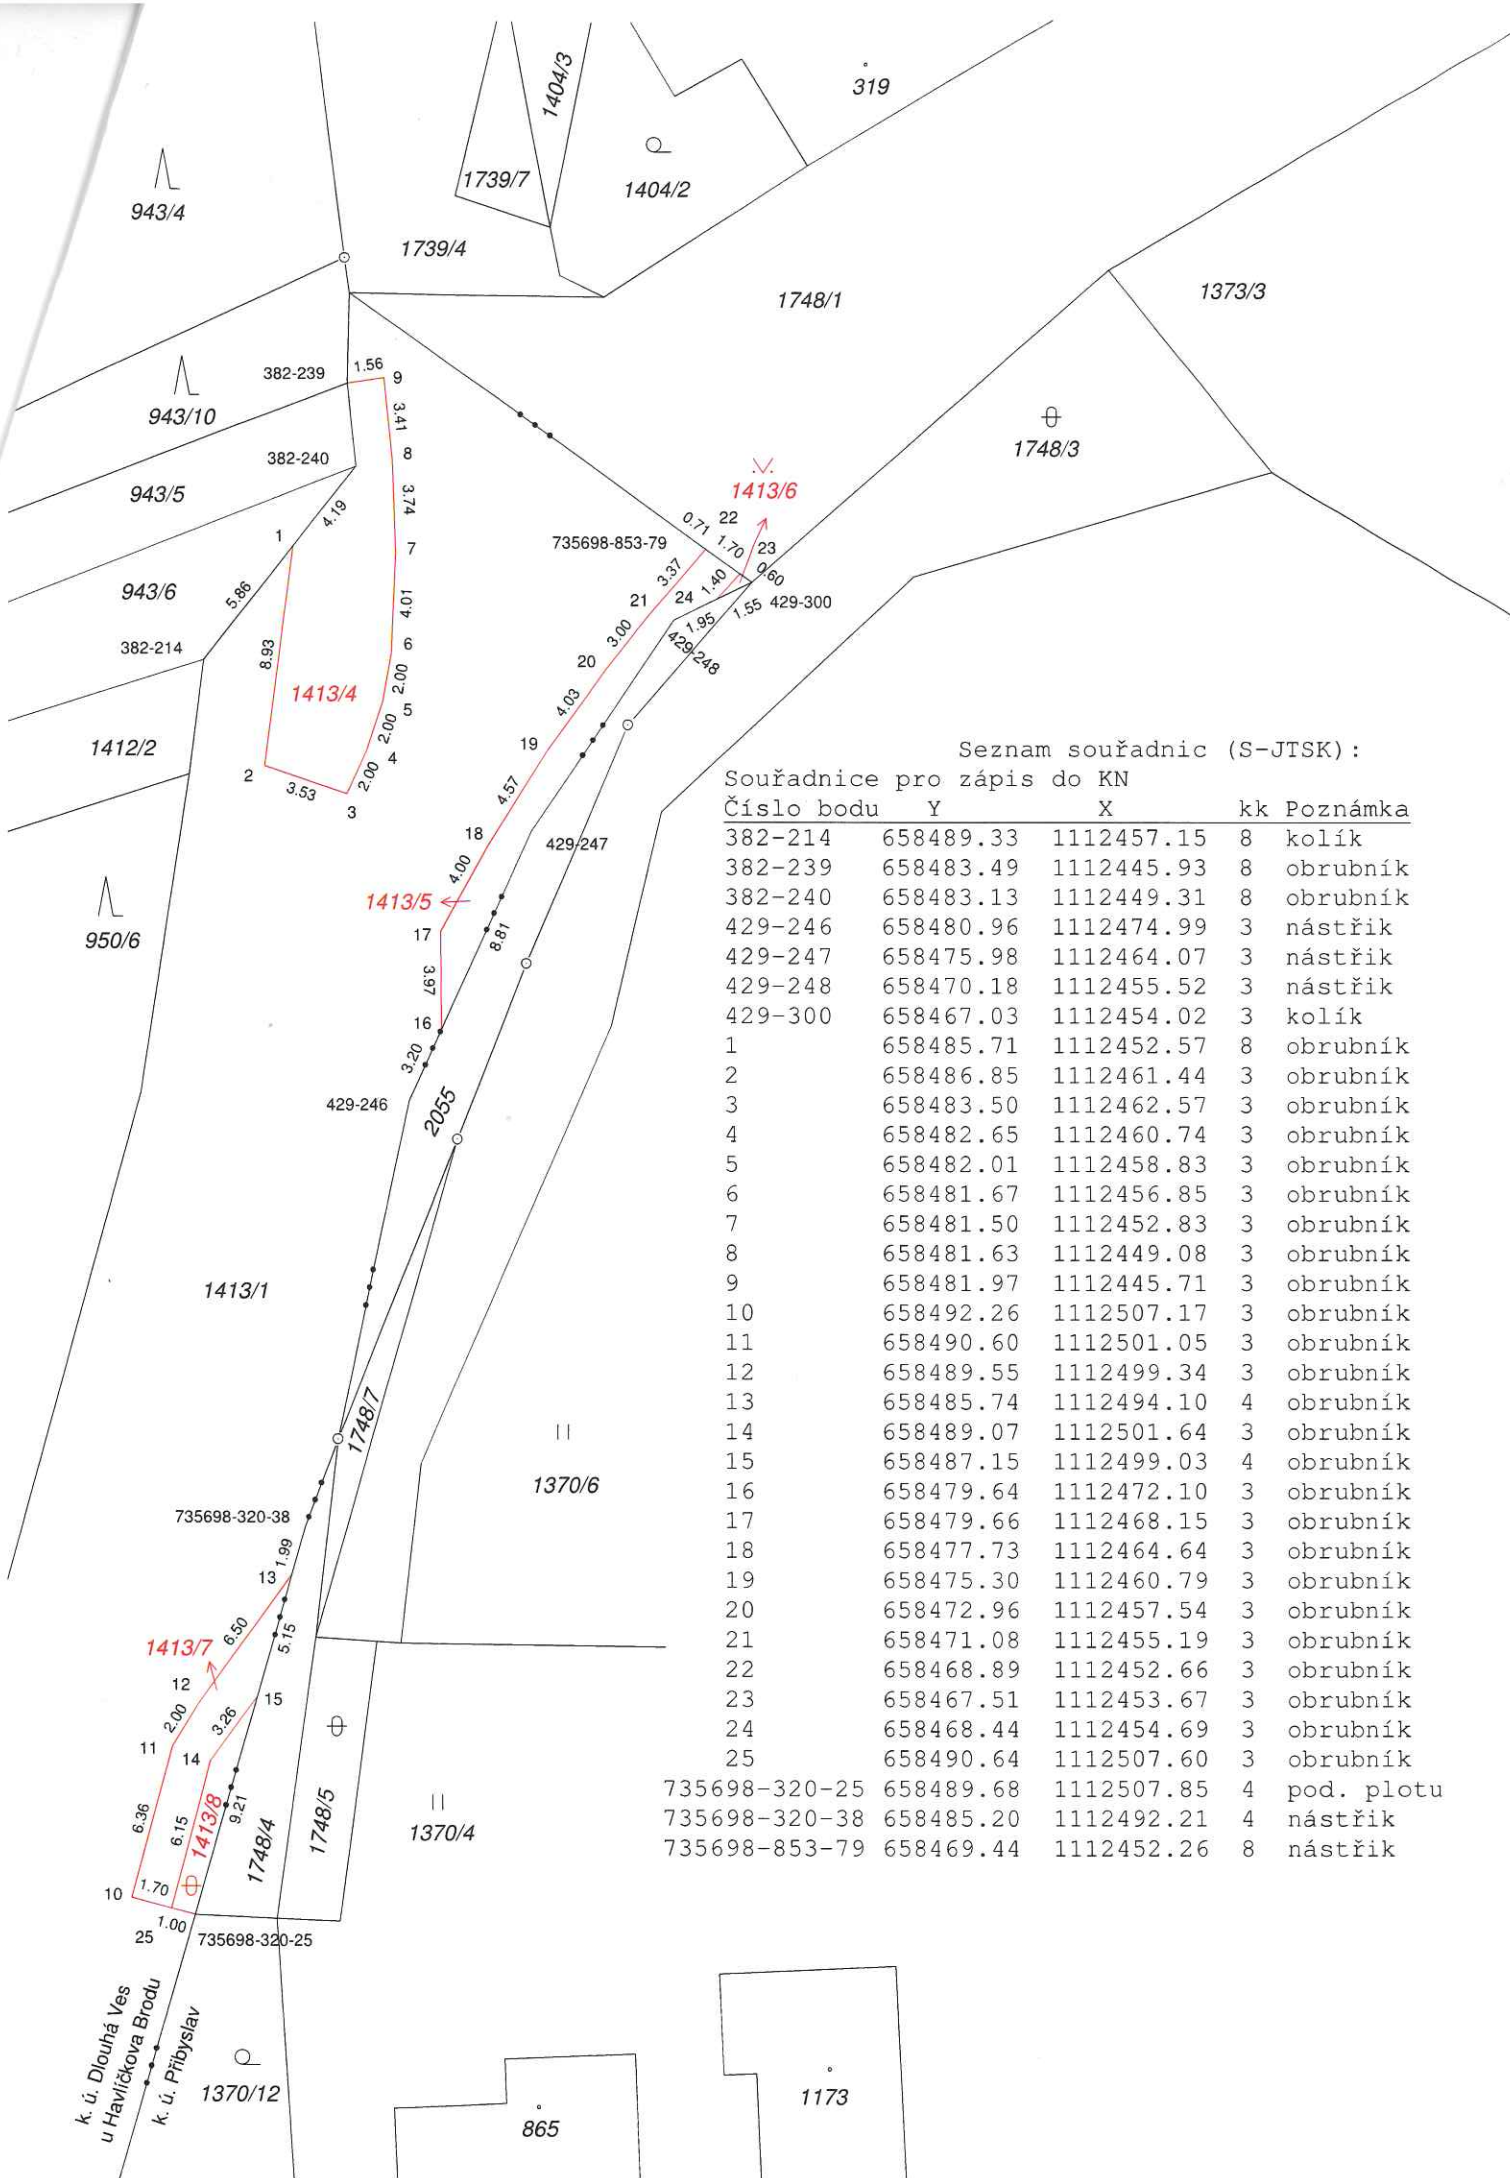 319
1404/3
1739/7
1404/2
943/4
1739/4
1748/1
1373/3
382-239
1.56
9
943/10
3.41
1748/3
8
382-240
943/5
3.74
4.19
1413/6
1
0.71
22
735698-853-79
1.70
23
7
0.60
3.37
1.40
943/6
5.86
4.01
21
24
1.55
429-300
1.95
3.00
382-214
8.93
6
429-248
20
2.00
1413/4
4.03
5
2.00
1412/2
19
4
2
2.00
3.53
4.57
3
18
429-247
4.00
1413/5
950/6
17
8.81
3.97
16
3.20
429-246
2055
1413/1
1748/7
1370/6
735698-320-38
1.99
13
6.50
5.15
1413/7
12
15
2.00
3.26
11
14
6.36
6.15
1413/8
9.21
1748/4
1748/5
1370/4
10
1.70
1.00
25
735698-320-25
k. ú. Dlouhá Ves
u Havlíčkova Brodu
k. ú. Přibyslav
1370/12
865
1173
Seznam souřadnic (S-JTSK):
Souřadnice pro zápis do KN
Číslo bodu Y X kk Poznámka
382-214 658489.33 1112457.15 8 kolík
382-239 658483.49 1112445.93 8 obrubník
382-240 658483.13 1112449.31 8 obrubník
429-246 658480.96 1112474.99 3 nástřik
429-247 658475.98 1112464.07 3 nástřik
429-248 658470.18 1112455.52 3 nástřik
429-300 658467.03 1112454.02 3 kolík
1 658485.71 1112452.57 8 obrubník
2 658486.85 1112461.44 3 obrubník
3 658483.50 1112462.57 3 obrubník
4 658482.65 1112460.74 3 obrubník
5 658482.01 1112458.83 3 obrubník
6 658481.67 1112456.85 3 obrubník
7 658481.50 1112452.83 3 obrubník
8 658481.63 1112449.08 3 obrubník
9 658481.97 1112445.71 3 obrubník
10 658492.26 1112507.17 3 obrubník
11 658490.60 1112501.05 3 obrubník
12 658489.55 1112499.34 3 obrubník
13 658485.74 1112494.10 4 obrubník
14 658489.07 1112501.64 3 obrubník
15 658487.15 1112499.03 4 obrubník
16 658479.64 1112472.10 3 obrubník
17 658479.66 1112468.15 3 obrubník
18 658477.73 1112464.64 3 obrubník
19 658475.30 1112460.79 3 obrubník
20 658472.96 1112457.54 3 obrubník
21 658471.08 1112455.19 3 obrubník
22 658468.89 1112452.66 3 obrubník
23 658467.51 1112453.67 3 obrubník
24 658468.44 1112454.69 3 obrubník
25 658490.64 1112507.60 3 obrubník
735698-320-25 658489.68 1112507.85 4 pod. plotu
735698-320-38 658485.20 1112492.21 4 nástřik
735698-853-79 658469.44 1112452.26 8 nástřik